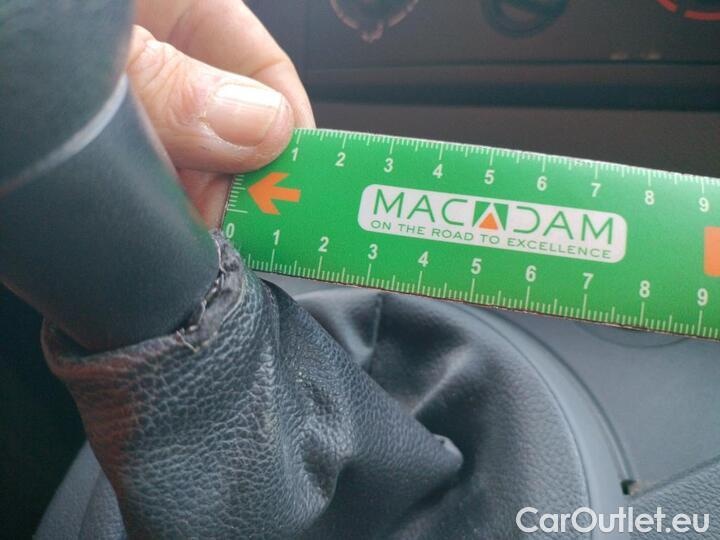 1 2 3 4 5 6 7 8 9
MACADAM
ON THE ROAD TO EXCELLENCE
0 1 2 3 4 5 6 7 8 9
CarOutlet.eu